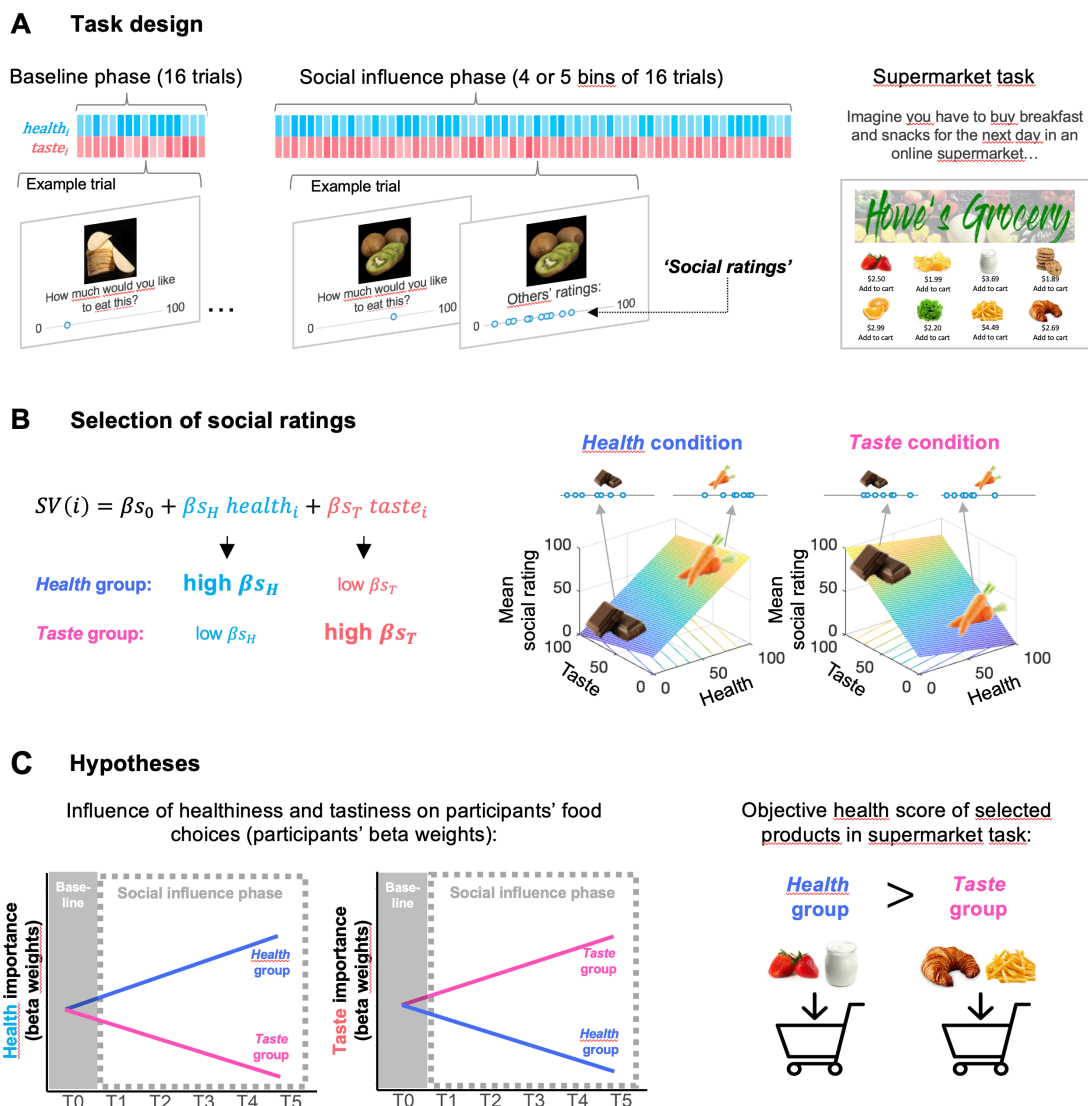 A Task design
Baseline phase (16 trials)
Social influence phase (4 or 5 bins of 16 trials)
Supermarket task
health_i
taste_i
Imagine you have to buy breakfast
and snacks for the next day in an
online supermarket…
Example trial
Example trial
How much would you like
to eat this?
0
100
...
How much would you like
to eat this?
0
100
Others' ratings:
0
100
'Social ratings'
Howe's Grocery
$2.50
$1.99
$3.69
$1.89
Add to cart
Add to cart
Add to cart
Add to cart
$2.99
$2.20
$4.49
$2.69
Add to cart
Add to cart
Add to cart
Add to cart
B Selection of social ratings
SV(i) = βs_0 + βs_H health_i + βs_T taste_i
Health group: high βs_H low βs_T
Taste group: low βs_H high βs_T
Health condition
Mean
social rating
100
50
0
100
50
0
Taste
0
50
100
Health
Taste condition
Mean
social rating
100
50
0
100
50
0
Taste
0
50
100
Health
C Hypotheses
Influence of healthiness and tastiness on participants' food
choices (participants' beta weights):
Health importance
(beta weights)
Base-
line
Social influence phase
Health
group
Taste
group
T0 T1 T2 T3 T4 T5
Taste importance
(beta weights)
Base-
line
Social influence phase
Taste
group
Health
group
T0 T1 T2 T3 T4 T5
Objective health score of selected
products in supermarket task:
Health
group
>
Taste
group